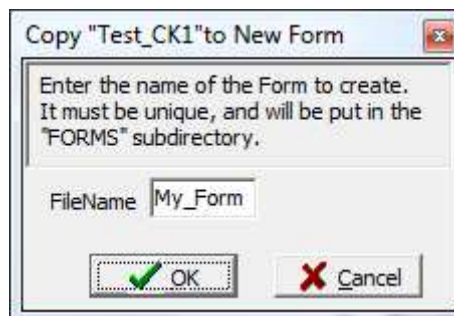 Copy "Test_CK1"to New Form
Enter the name of the Form to create.
It must be unique, and will be put in the
"FORMS" subdirectory.
FileName My_Form
OK Cancel